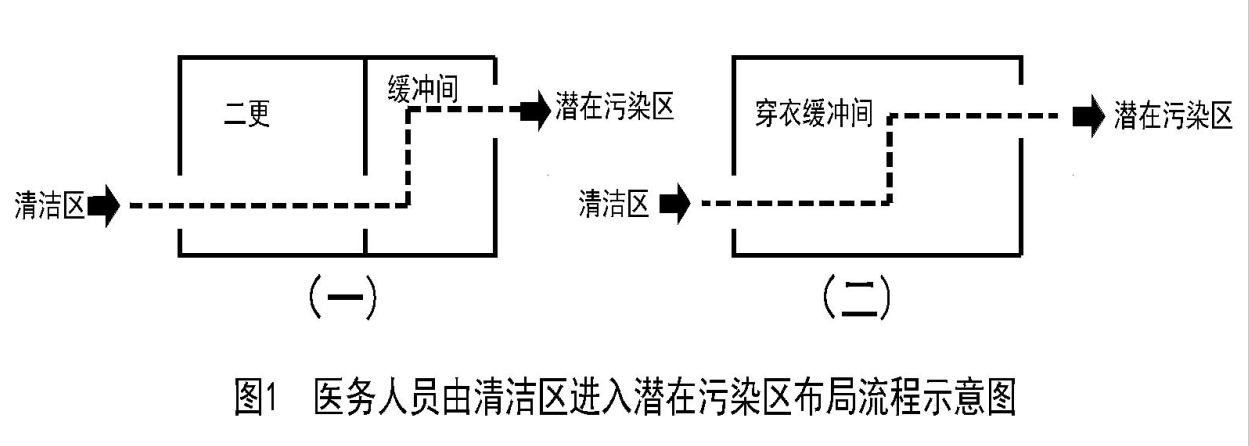 二更
缓冲间
潜在污染区
清洁区
(一)
穿衣缓冲间
潜在污染区
清洁区
(二)
图1 医务人员由清洁区进入潜在污染区布局流程示意图